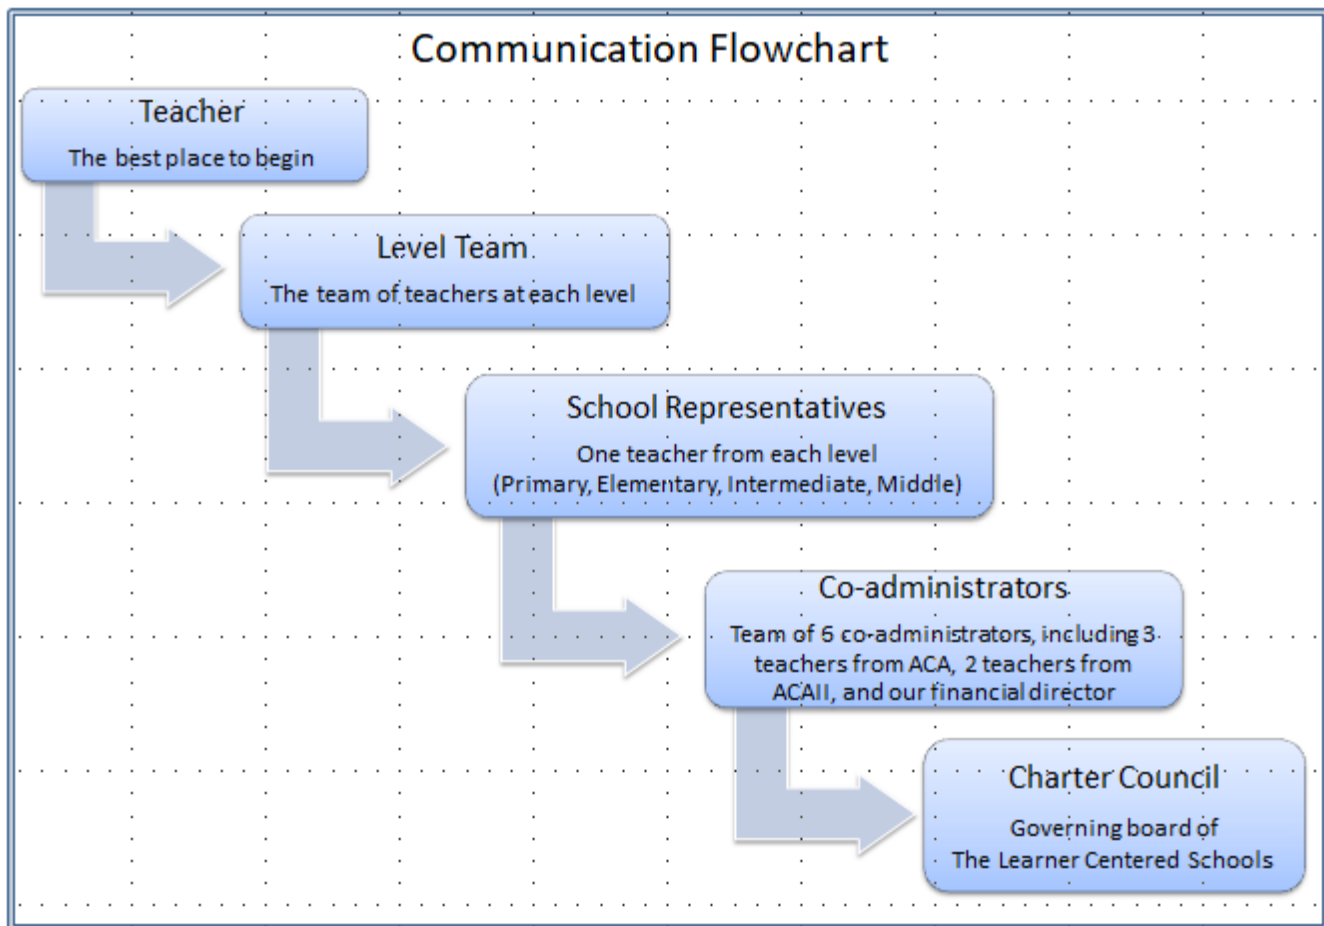 Communication Flowchart
Teacher
The best place to begin
Level Team
The team of teachers at each level
School Representatives
One teacher from each level
(Primary, Elementary, Intermediate, Middle)
Co-administrators
Team of 6 co-administrators, including 3
teachers from ACA, 2 teachers from
ACAII, and our financial director
Charter Council
Governing board of
The Learner Centered Schools